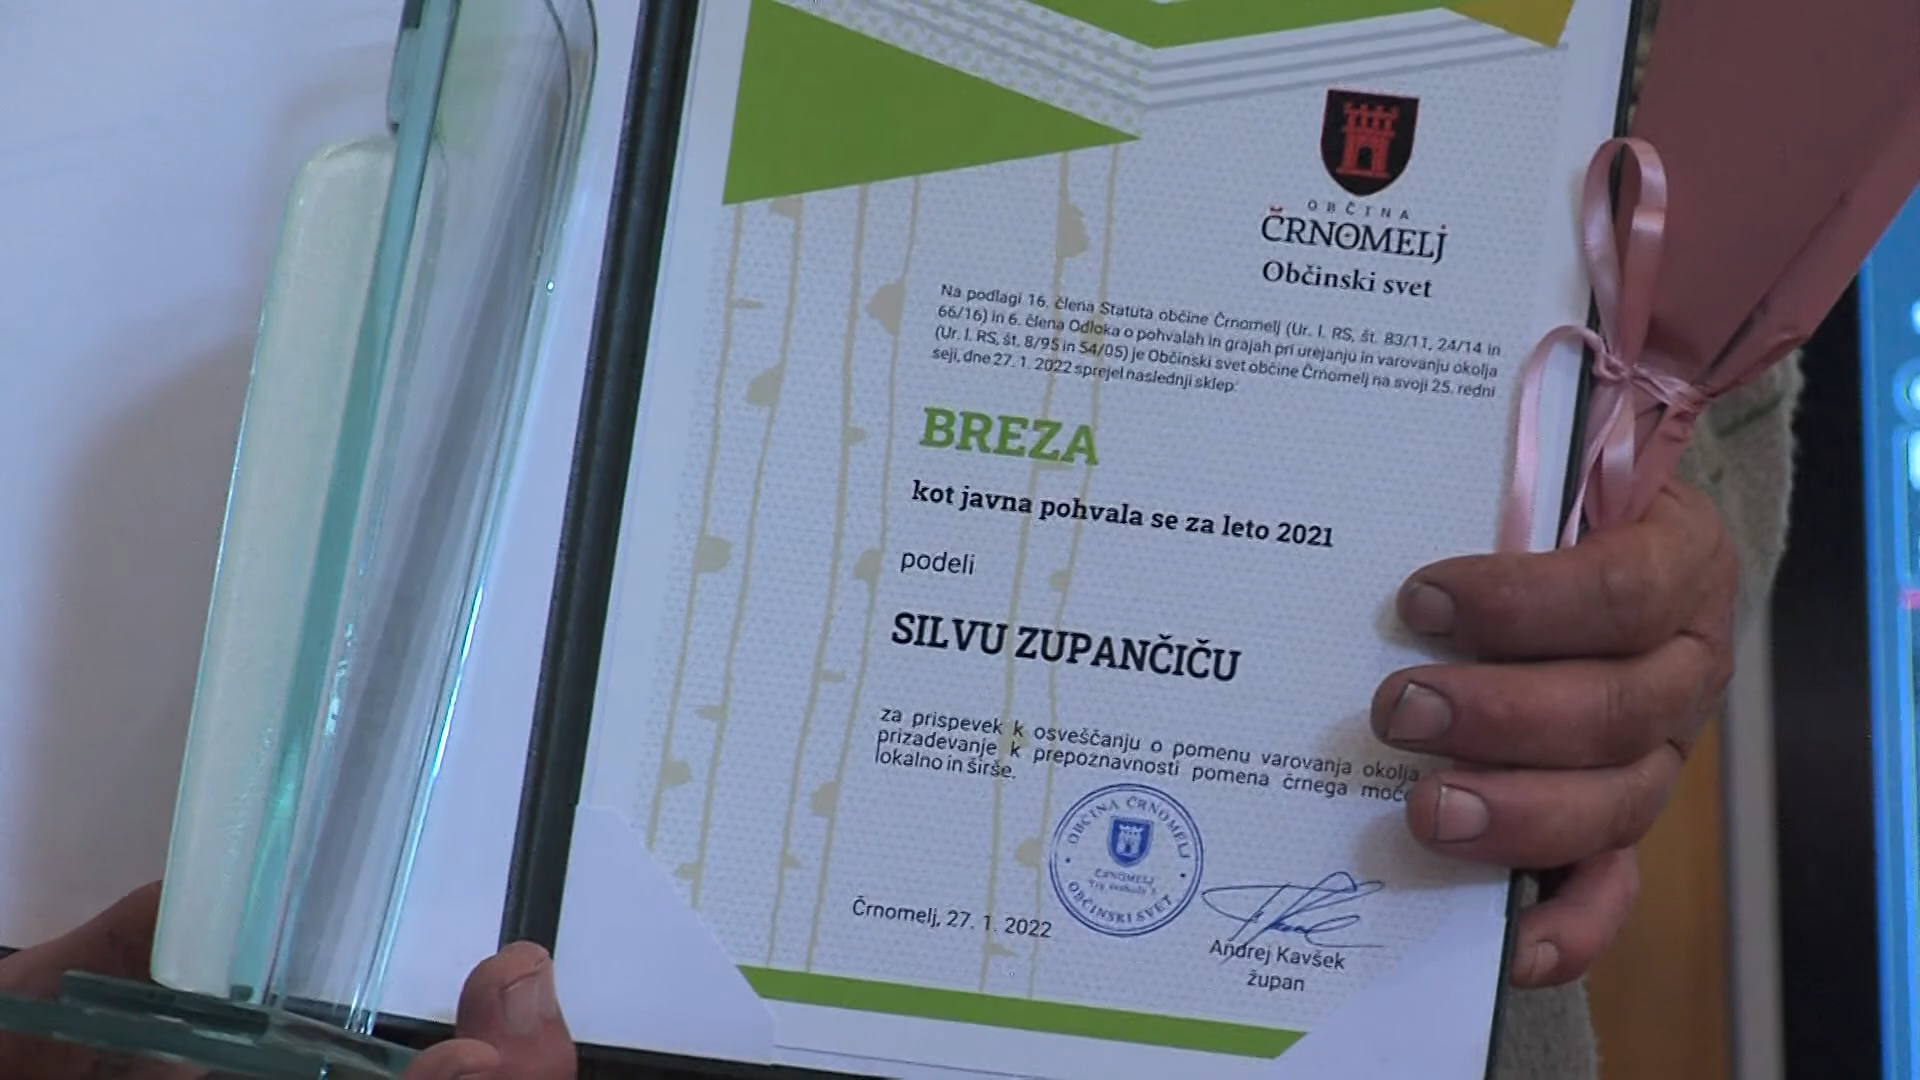 OBČINA
ČRNOMELJ
Občinski svet
Na podlagi 16. člena Statuta občine Črnomelj (Ur. l. RS, št. 83/11, 24/14 in
66/16) in 6. člena Odloka o pohvalah in grajah pri urejanju in varovanju okolja
(Ur. l. RS, št. 8/95 in 54/05) je Občinski svet občine Črnomelj na svoji 25. redni
seji, dne 27. 1. 2022 sprejel naslednji sklep:
BREZA
kot javna pohvala se za leto 2021
podeli
SILVU ZUPANČIČU
za prispevek k osveščanju o pomenu varovanja okolja
prizadevanje k prepoznavnosti pomena črnega
lokalno in širše.
OBČINA ČRNOMELJ
ČRNOMELJ
OBČINSKI SVET
Črnomelj, 27. 1. 2022
Andrej Kavšek
župan